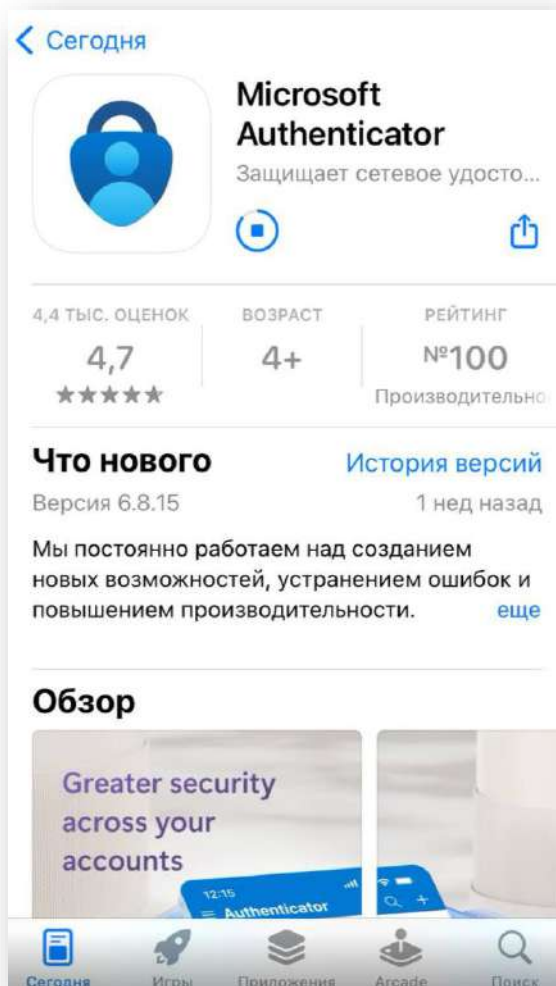 Сегодня
Microsoft
Authenticator
Защищает сетевое удосто...
4,4 ТЫС. ОЦЕНОК
4,7
★★★★★
ВОЗРАСТ
4+
РЕЙТИНГ
№100
Производительно
Что нового
История версий
Версия 6.8.15
1 нед назад
Мы постоянно работаем над созданием
новых возможностей, устранением ошибок и
повышением производительности.
еще
Обзор
Greater security
across your
accounts
12:15
Authenticator
Сегодня
Игры
Приложения
Arcade
Поиск